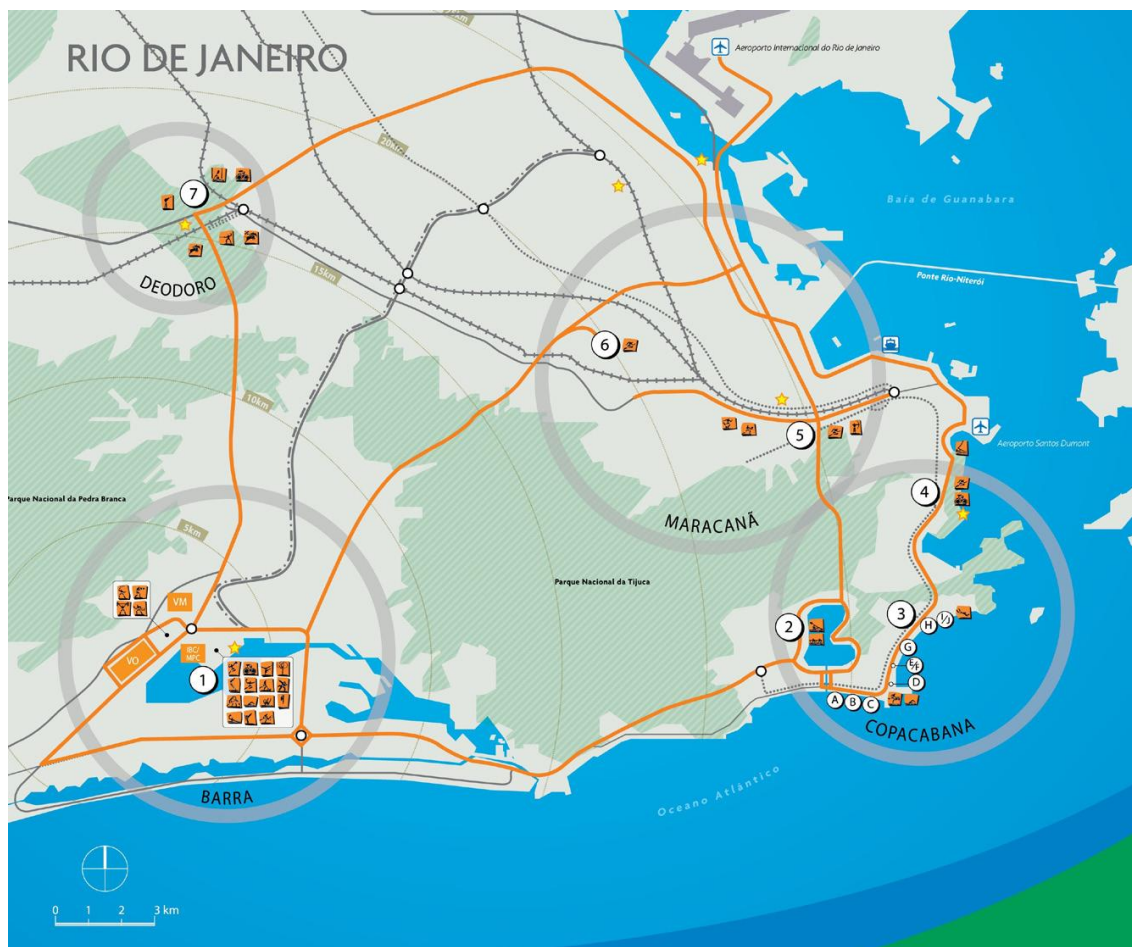 RIO DE JANEIRO
Aeroporto Internacional do Rio de Janeiro
20km
Baía de Guanabara
7
DEODORO
15km
Ponte Rio-Niterói
6
10km
5
Aeroporto Santos Dumont
Parque Nacional da Pedra Branca
MARACANÃ
4
5km
Parque Nacional da Tijuca
VM
3
2
H
I/J
VO
IBC/
MPC
1
G
E/F
D
A
B
C
COPACABANA
BARRA
Oceano Atlântico
0 1 2 3 km